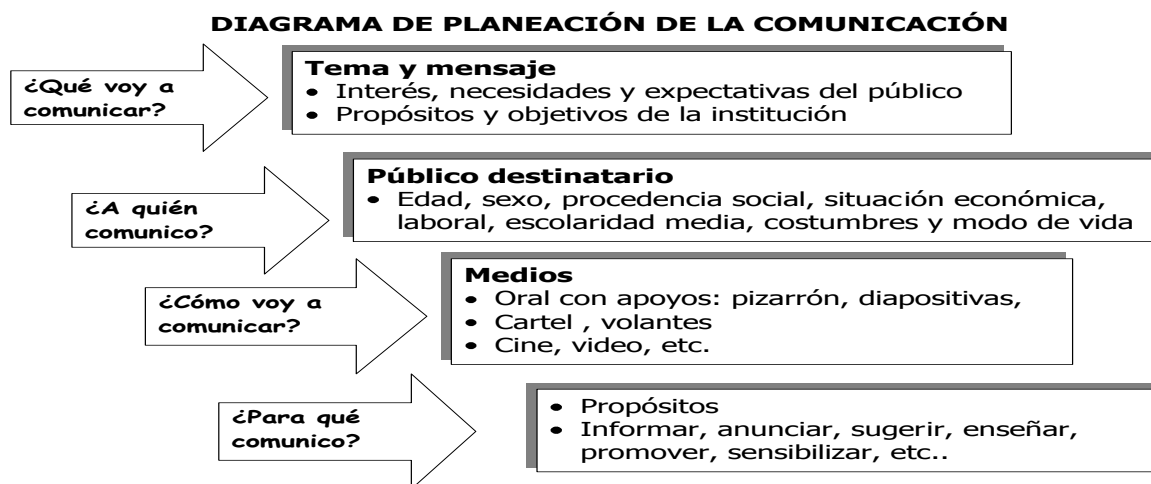 DIAGRAMA DE PLANEACIÓN DE LA COMUNICACIÓN
¿Qué voy a
comunicar?
Tema y mensaje
• Interés, necesidades y expectativas del público
• Propósitos y objetivos de la institución
¿A quién
comunico?
Público destinatario
• Edad, sexo, procedencia social, situación económica,
laboral, escolaridad media, costumbres y modo de vida
¿Cómo voy a
comunicar?
Medios
• Oral con apoyos: pizarrón, diapositivas,
• Cartel , volantes
• Cine, video, etc.
¿Para qué
comunico?
• Propósitos
• Informar, anunciar, sugerir, enseñar,
promover, sensibilizar, etc..